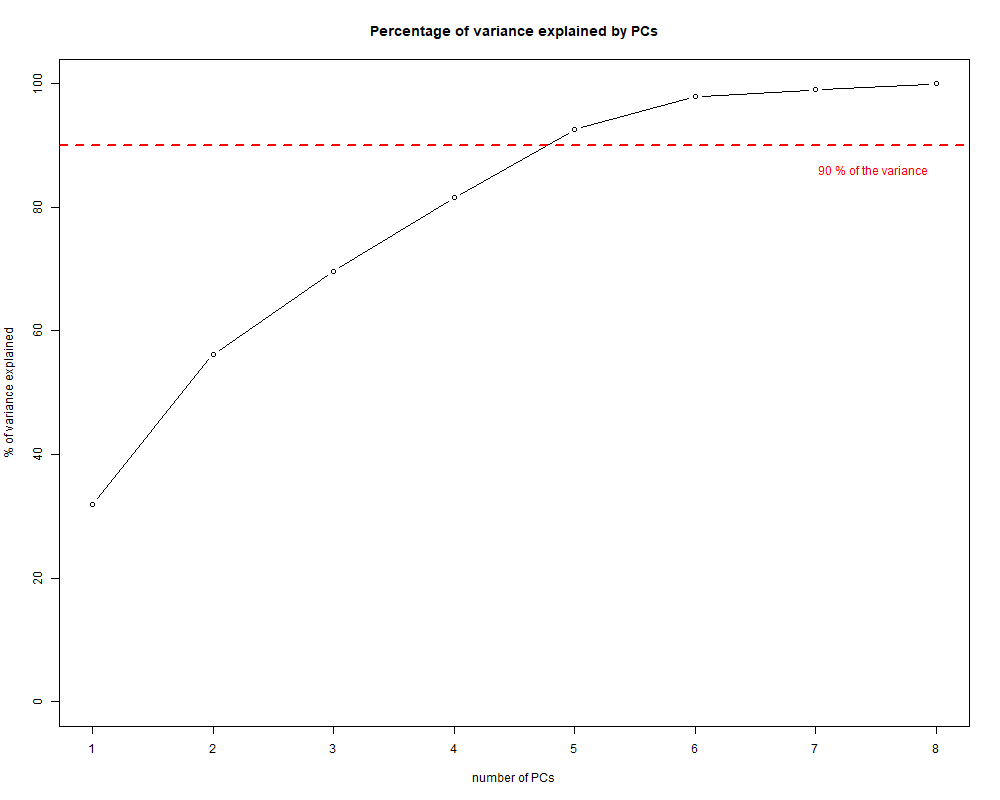 Percentage of variance explained by PCs
% of variance explained
100
80
60
40
20
0
90 % of the variance
1 2 3 4 5 6 7 8
number of PCs